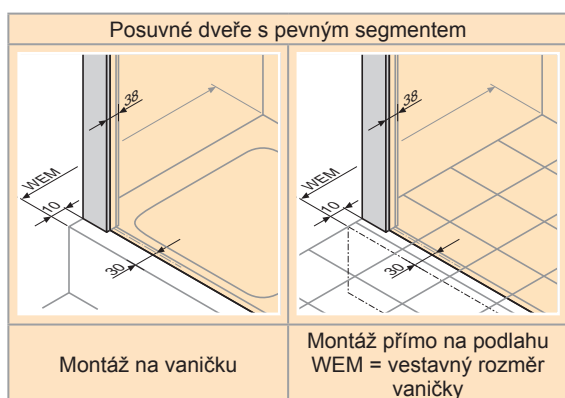 Posuvné dveře s pevným segmentem
38
WEM
10
30
38
WEM
10
30
Montáž na vaničku
Montáž přímo na podlahu
WEM = vestavný rozměr
vaničky